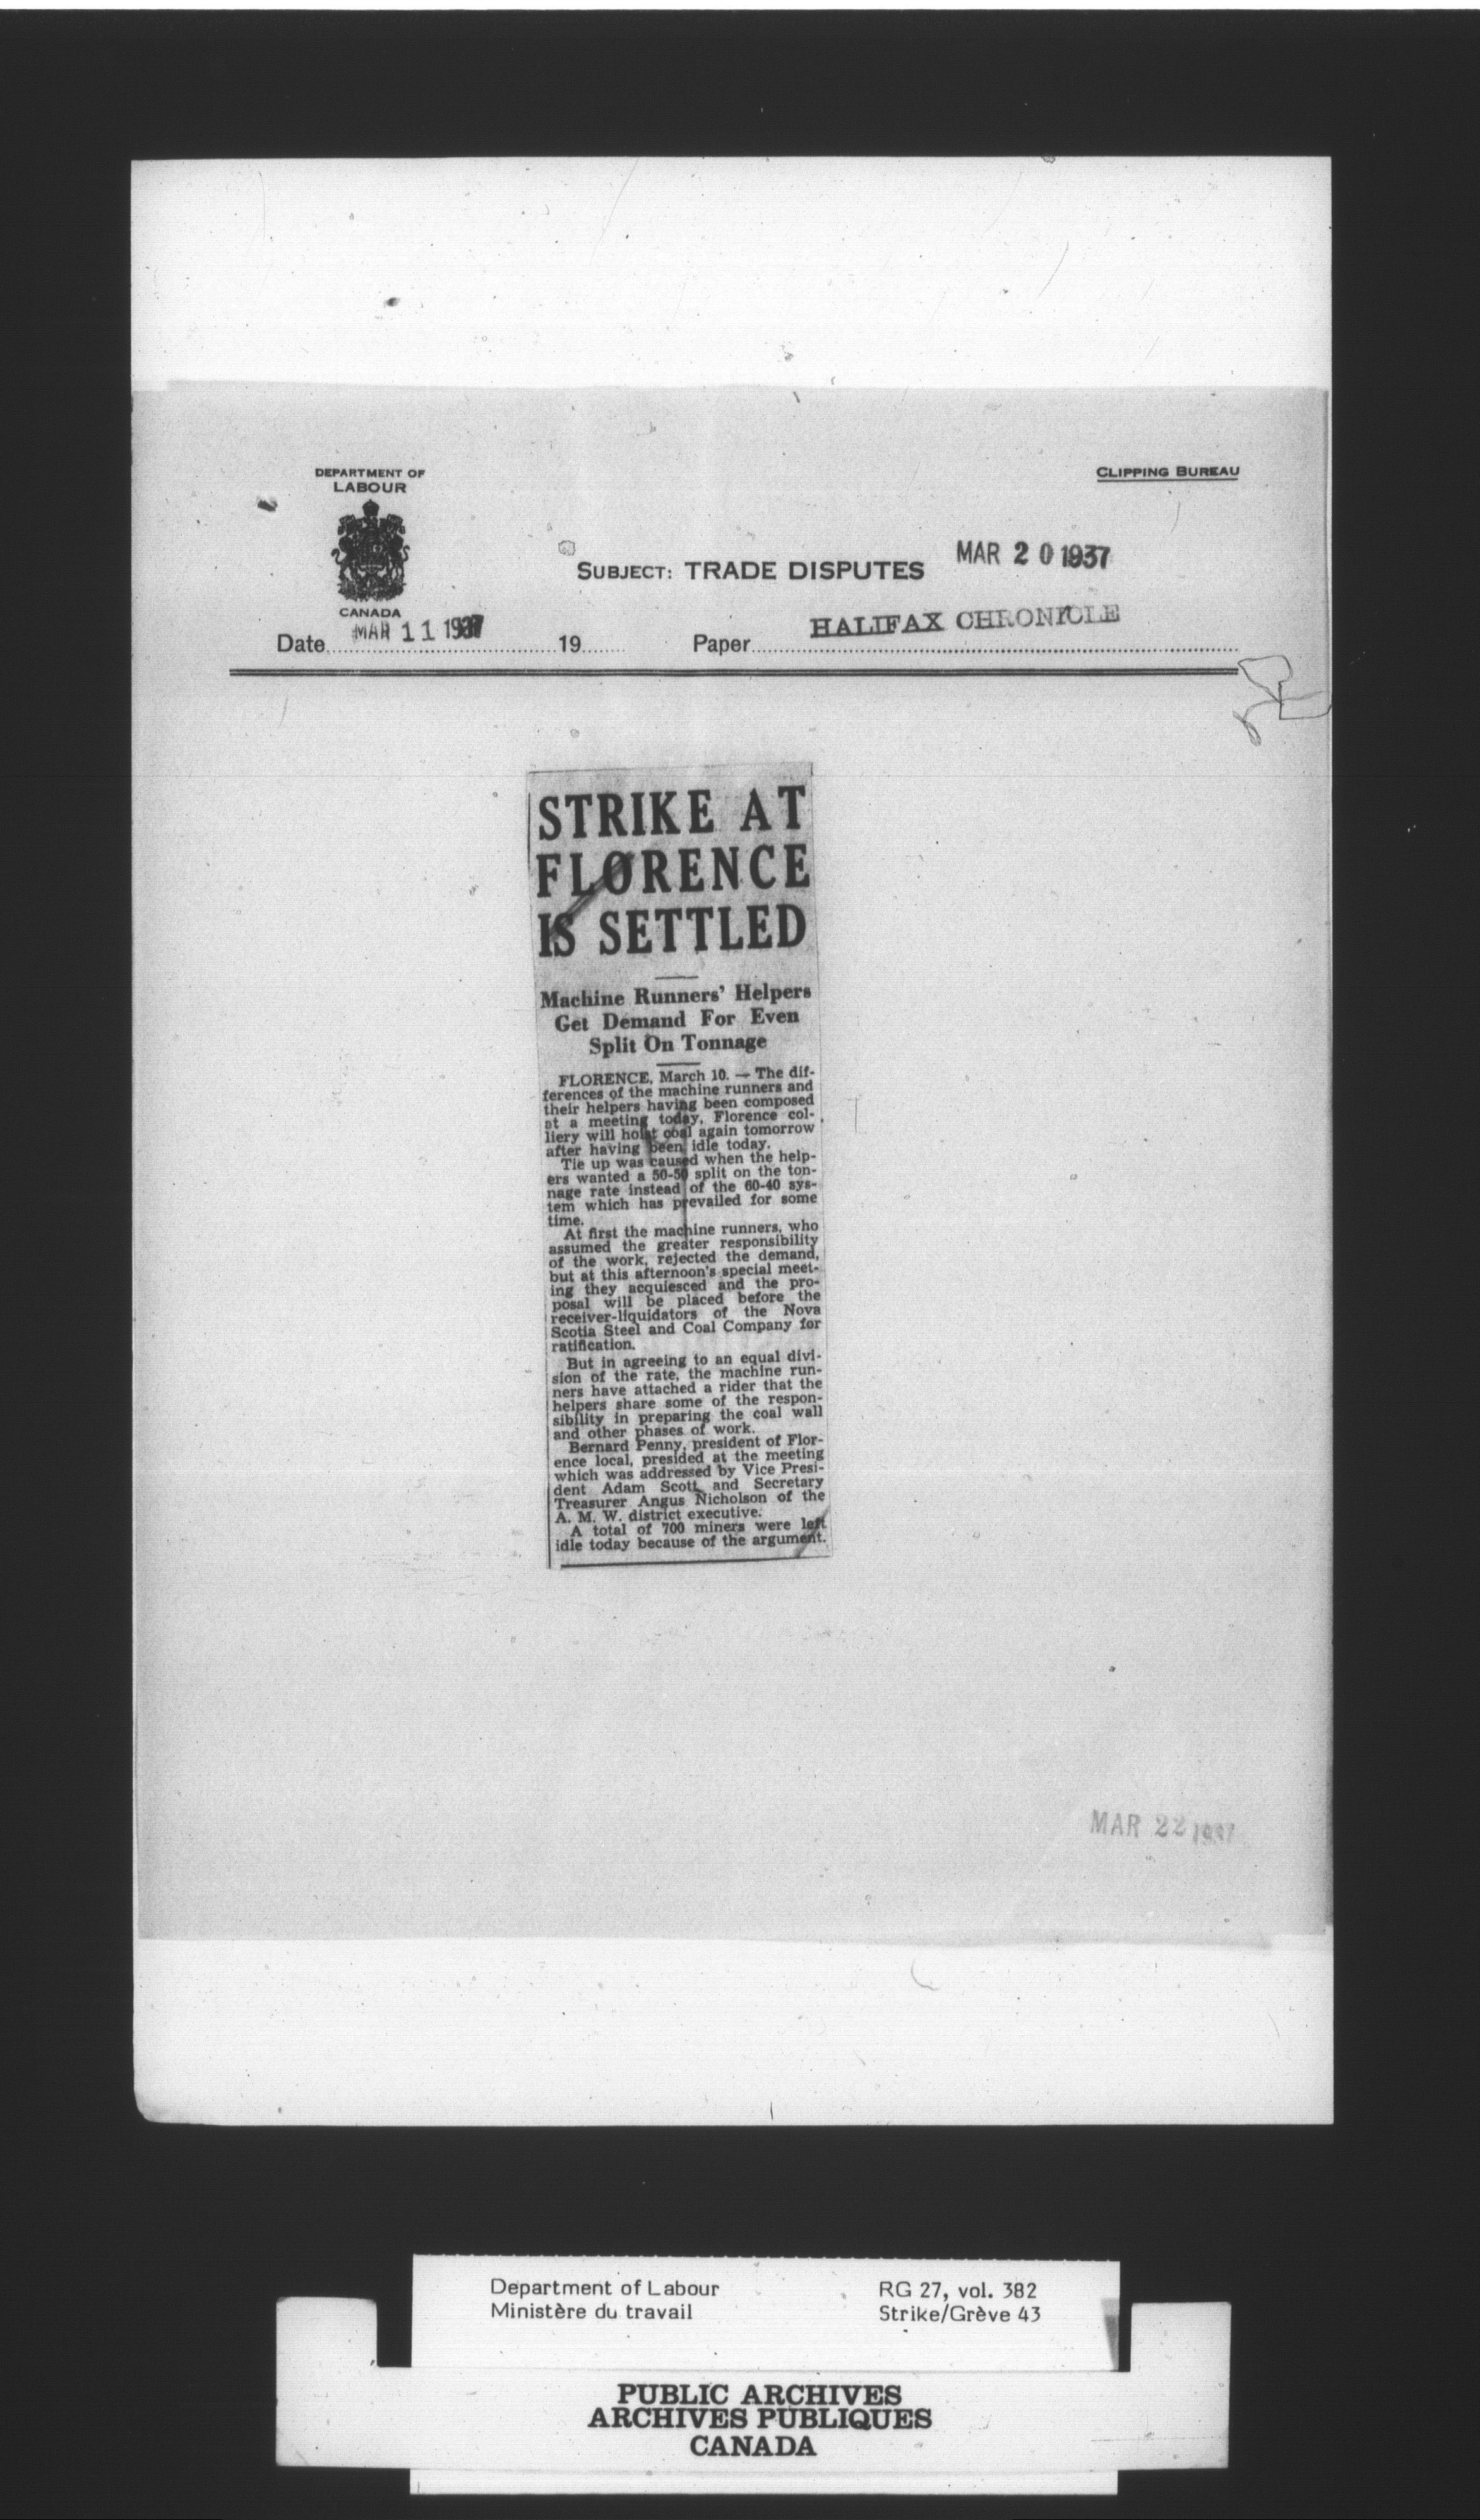 DEPARTMENT OF
LABOUR
CANADA
CLIPPING BUREAU
SUBJECT: TRADE DISPUTES
MAR 20 1937
Date MAR 11 1937 19 Paper HALIFAX CHRONICLE
STRIKE AT
FLORENCE
IS SETTLED
Machine Runners' Helpers
Get Demand For Even
Split On Tonnage
FLORENCE, March 10. — The dif-
ferences of the machine runners and
their helpers having been composed
at a meeting today, Florence col-
liery will hoist coal again tomorrow
after having been idle today.
Tie up was caused when the help-
ers wanted a 50-50 split on the ton-
nage rate instead of the 60-40 sys-
tem which has prevailed for some
time.
At first the machine runners, who
assumed the greater responsibility
of the work, rejected the demand,
but at this afternoon's special meet-
ing they acquiesced and the pro-
posal will be placed before the
receiver-liquidators of the Nova
Scotia Steel and Coal Company for
ratification.
But in agreeing to an equal divi-
sion of the rate, the machine run-
ners have attached a rider that the
helpers share some of the respon-
sibility in preparing the coal wall
and other phases of work.
Bernard Penny, president of Flor-
ence local, presided at the meeting
which was addressed by Vice Presi-
dent Adam Scott and Secretary
Treasurer Angus Nicholson of the
A. M. W. district executive.
A total of 700 miners were left
idle today because of the argument.
MAR 22 1937
Department of Labour
Ministère du travail
RG 27, vol. 382
Strike/Grève 43
PUBLIC ARCHIVES
ARCHIVES PUBLIQUES
CANADA